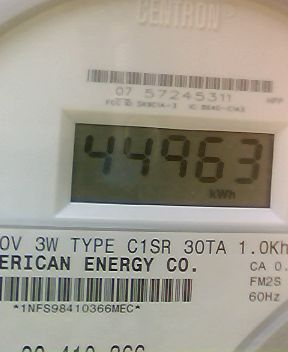 CENTRON
07 57245311
44963
kWh
0V 3W TYPE C1SR 30TA 1.0Kh
ERICAN ENERGY CO.
CA 0.
FM2S
60Hz
*1NFS98410366MEC*